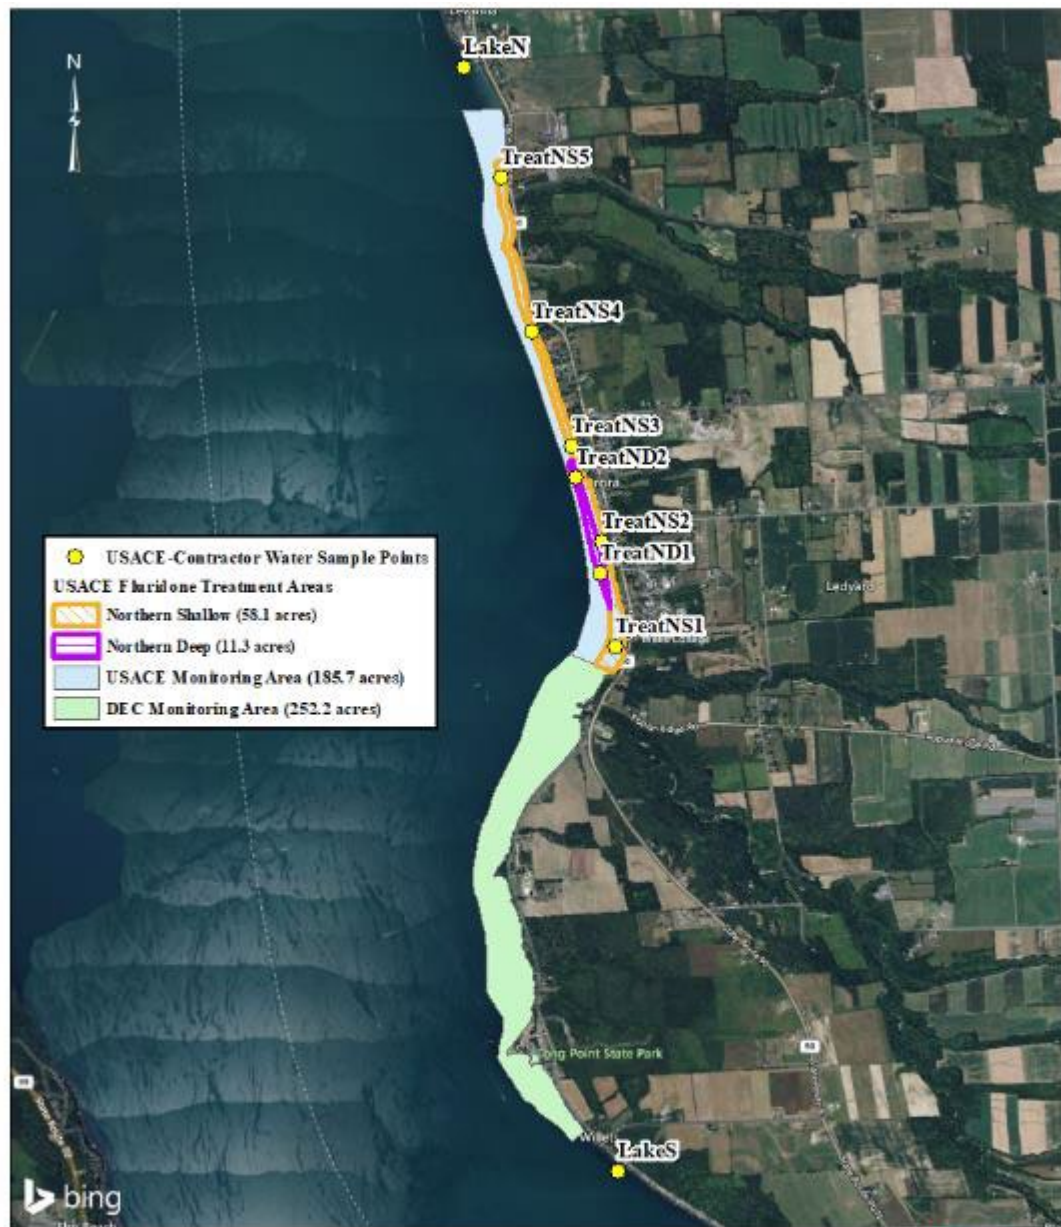 N
LakeN
TreatNS5
TreatNS4
TreatNS3
TreatND2
TreatNS2
TreatND1
Ledyard
TreatNS1
USACE-Contractor Water Sample Points
USACE Fluridone Treatment Areas
Northern Shallow (58.1 acres)
Northern Deep (11.3 acres)
USACE Monitoring Area (185.7 acres)
DEC Monitoring Area (252.2 acres)
90
Long Point State Park
89
LakeS
bing